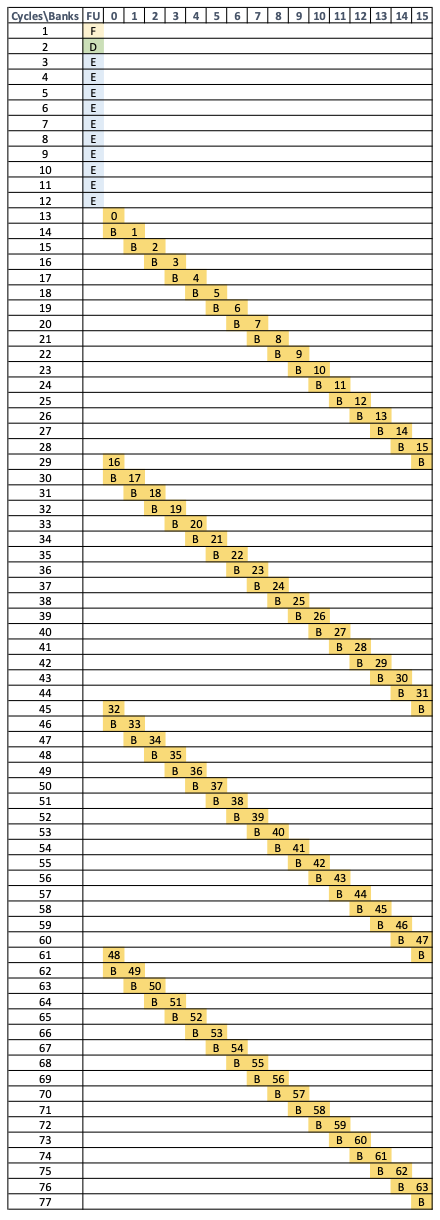 Cycles\Banks FU 0 1 2 3 4 5 6 7 8 9 10 11 12 13 14 15
1 F
2 D
3 E
4 E
5 E
6 E
7 E
8 E
9 E
10 E
11 E
12 E
13 0
14 B 1
15 B 2
16 B 3
17 B 4
18 B 5
19 B 6
20 B 7
21 B 8
22 B 9
23 B 10
24 B 11
25 B 12
26 B 13
27 B 14
28 B 15
29 16 B
30 B 17
31 B 18
32 B 19
33 B 20
34 B 21
35 B 22
36 B 23
37 B 24
38 B 25
39 B 26
40 B 27
41 B 28
42 B 29
43 B 30
44 B 31
45 32 B
46 B 33
47 B 34
48 B 35
49 B 36
50 B 37
51 B 38
52 B 39
53 B 40
54 B 41
55 B 42
56 B 43
57 B 44
58 B 45
59 B 46
60 B 47
61 48 B
62 B 49
63 B 50
64 B 51
65 B 52
66 B 53
67 B 54
68 B 55
69 B 56
70 B 57
71 B 58
72 B 59
73 B 60
74 B 61
75 B 62
76 B 63
77 B